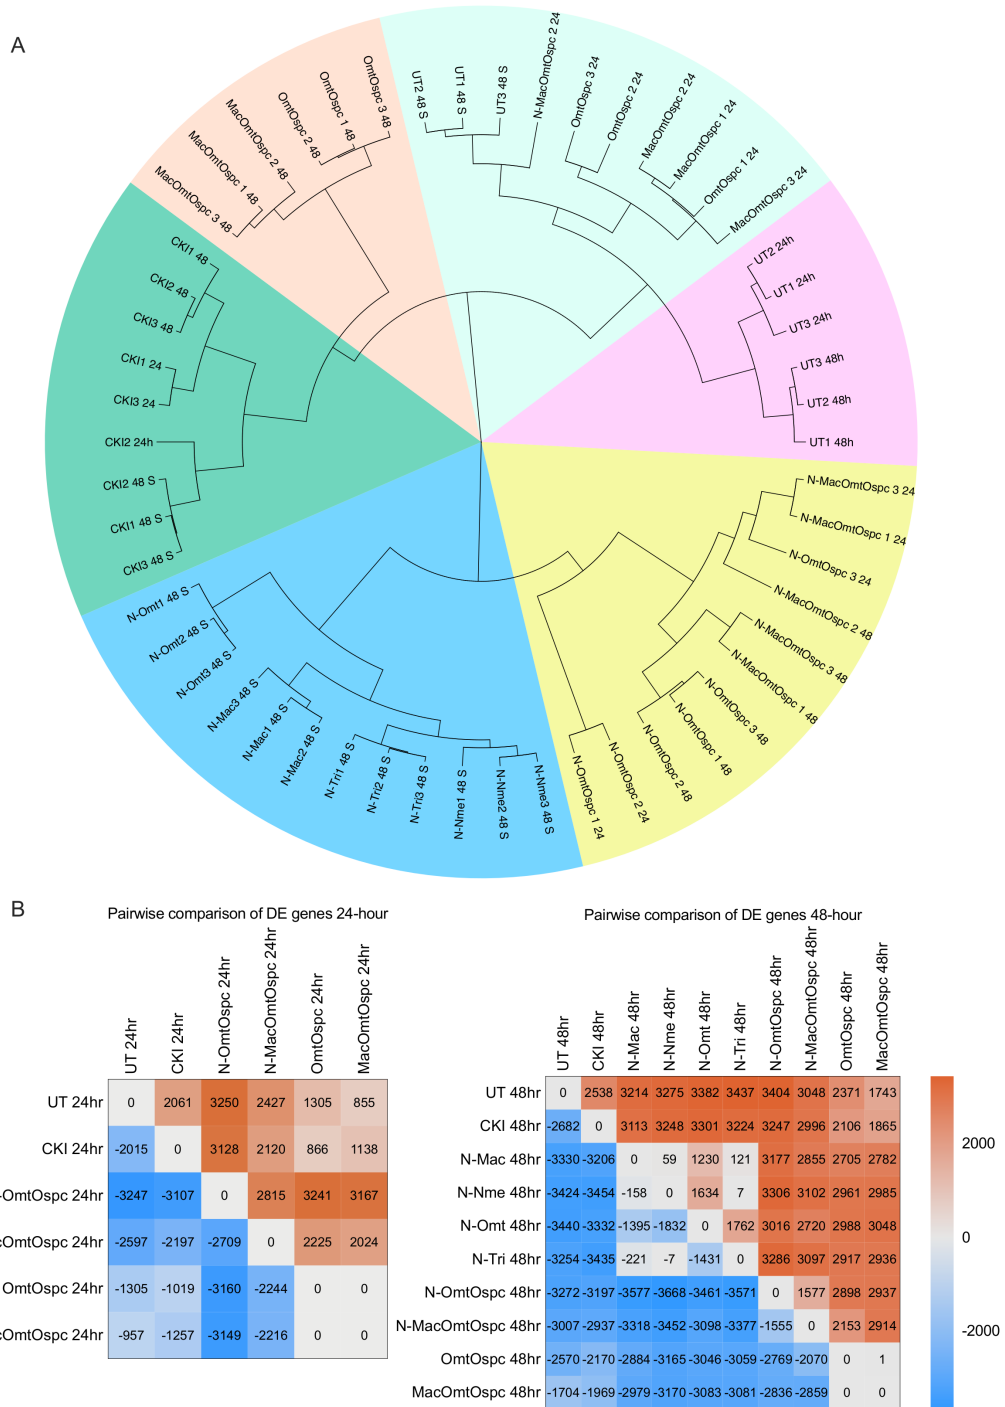 A
UT2 48 S
UT1 48 S
UT3 48 S
N-MacOmtOspc 2 24
OmtOspc 3 24
OmtOspc 2 24
MacOmtOspc 2 24
MacOmtOspc 1 24
OmtOspc 1 24
MacOmtOspc 3 24
UT2 24h
UT1 24h
UT3 24h
UT3 48h
UT2 48h
UT1 48h
N-MacOmtOspc 3 24
N-MacOmtOspc 1 24
N-OmtOspc 3 24
N-MacOmtOspc 2 48
N-MacOmtOspc 3 48
N-MacOmtOspc 1 48
N-OmtOspc 3 48
N-OmtOspc 1 48
N-OmtOspc 2 48
N-OmtOspc 2 24
N-OmtOspc 1 24
N-Nme3 48 S
N-Nme2 48 S
N-Nme1 48 S
N-Tri3 48 S
N-Tri2 48 S
N-Tri1 48 S
N-Mac2 48 S
N-Mac1 48 S
N-Mac3 48 S
N-Omt3 48 S
N-Omt2 48 S
N-Omt1 48 S
CKI3 48 S
CKI1 48 S
CKI2 48 S
CKI2 24h
CKI3 24
CKI1 24
CKI3 48
CKI2 48
CKI1 48
MacOmtOspc 3 48
MacOmtOspc 1 48
MacOmtOspc 2 48
OmtOspc 2 48
OmtOspc 1 48
OmtOspc 3 48
B
Pairwise comparison of DE genes 24-hour
UT 24hr
CKI 24hr
N-OmtOspc 24hr
N-MacOmtOspc 24hr
OmtOspc 24hr
MacOmtOspc 24hr
UT 24hr 0 2061 3250 2427 1305 855
CKI 24hr -2015 0 3128 2120 866 1138
-OmtOspc 24hr -3247 -3107 0 2815 3241 3167
cOmtOspc 24hr -2597 -2197 -2709 0 2225 2024
OmtOspc 24hr -1305 -1019 -3160 -2244 0 0
cOmtOspc 24hr -957 -1257 -3149 -2216 0 0
Pairwise comparison of DE genes 48-hour
UT 48hr
CKI 48hr
N-Mac 48hr
N-Nme 48hr
N-Omt 48hr
N-Tri 48hr
N-OmtOspc 48hr
N-MacOmtOspc 48hr
OmtOspc 48hr
MacOmtOspc 48hr
UT 48hr 0 2538 3214 3275 3382 3437 3404 3048 2371 1743
CKI 48hr -2682 0 3113 3248 3301 3224 3247 2996 2106 1865
N-Mac 48hr -3330 -3206 0 59 1230 121 3177 2855 2705 2782
N-Nme 48hr -3424 -3454 -158 0 1634 7 3306 3102 2961 2985
N-Omt 48hr -3440 -3332 -1395 -1832 0 1762 3016 2720 2988 3048
N-Tri 48hr -3254 -3435 -221 -7 -1431 0 3286 3097 2917 2936
N-OmtOspc 48hr -3272 -3197 -3577 -3668 -3461 -3571 0 1577 2898 2937
N-MacOmtOspc 48hr -3007 -2937 -3318 -3452 -3098 -3377 -1555 0 2153 2914
OmtOspc 48hr -2570 -2170 -2884 -3165 -3046 -3059 -2769 -2070 0 1
MacOmtOspc 48hr -1704 -1969 -2979 -3170 -3083 -3081 -2836 -2859 0 0
2000
0
-2000